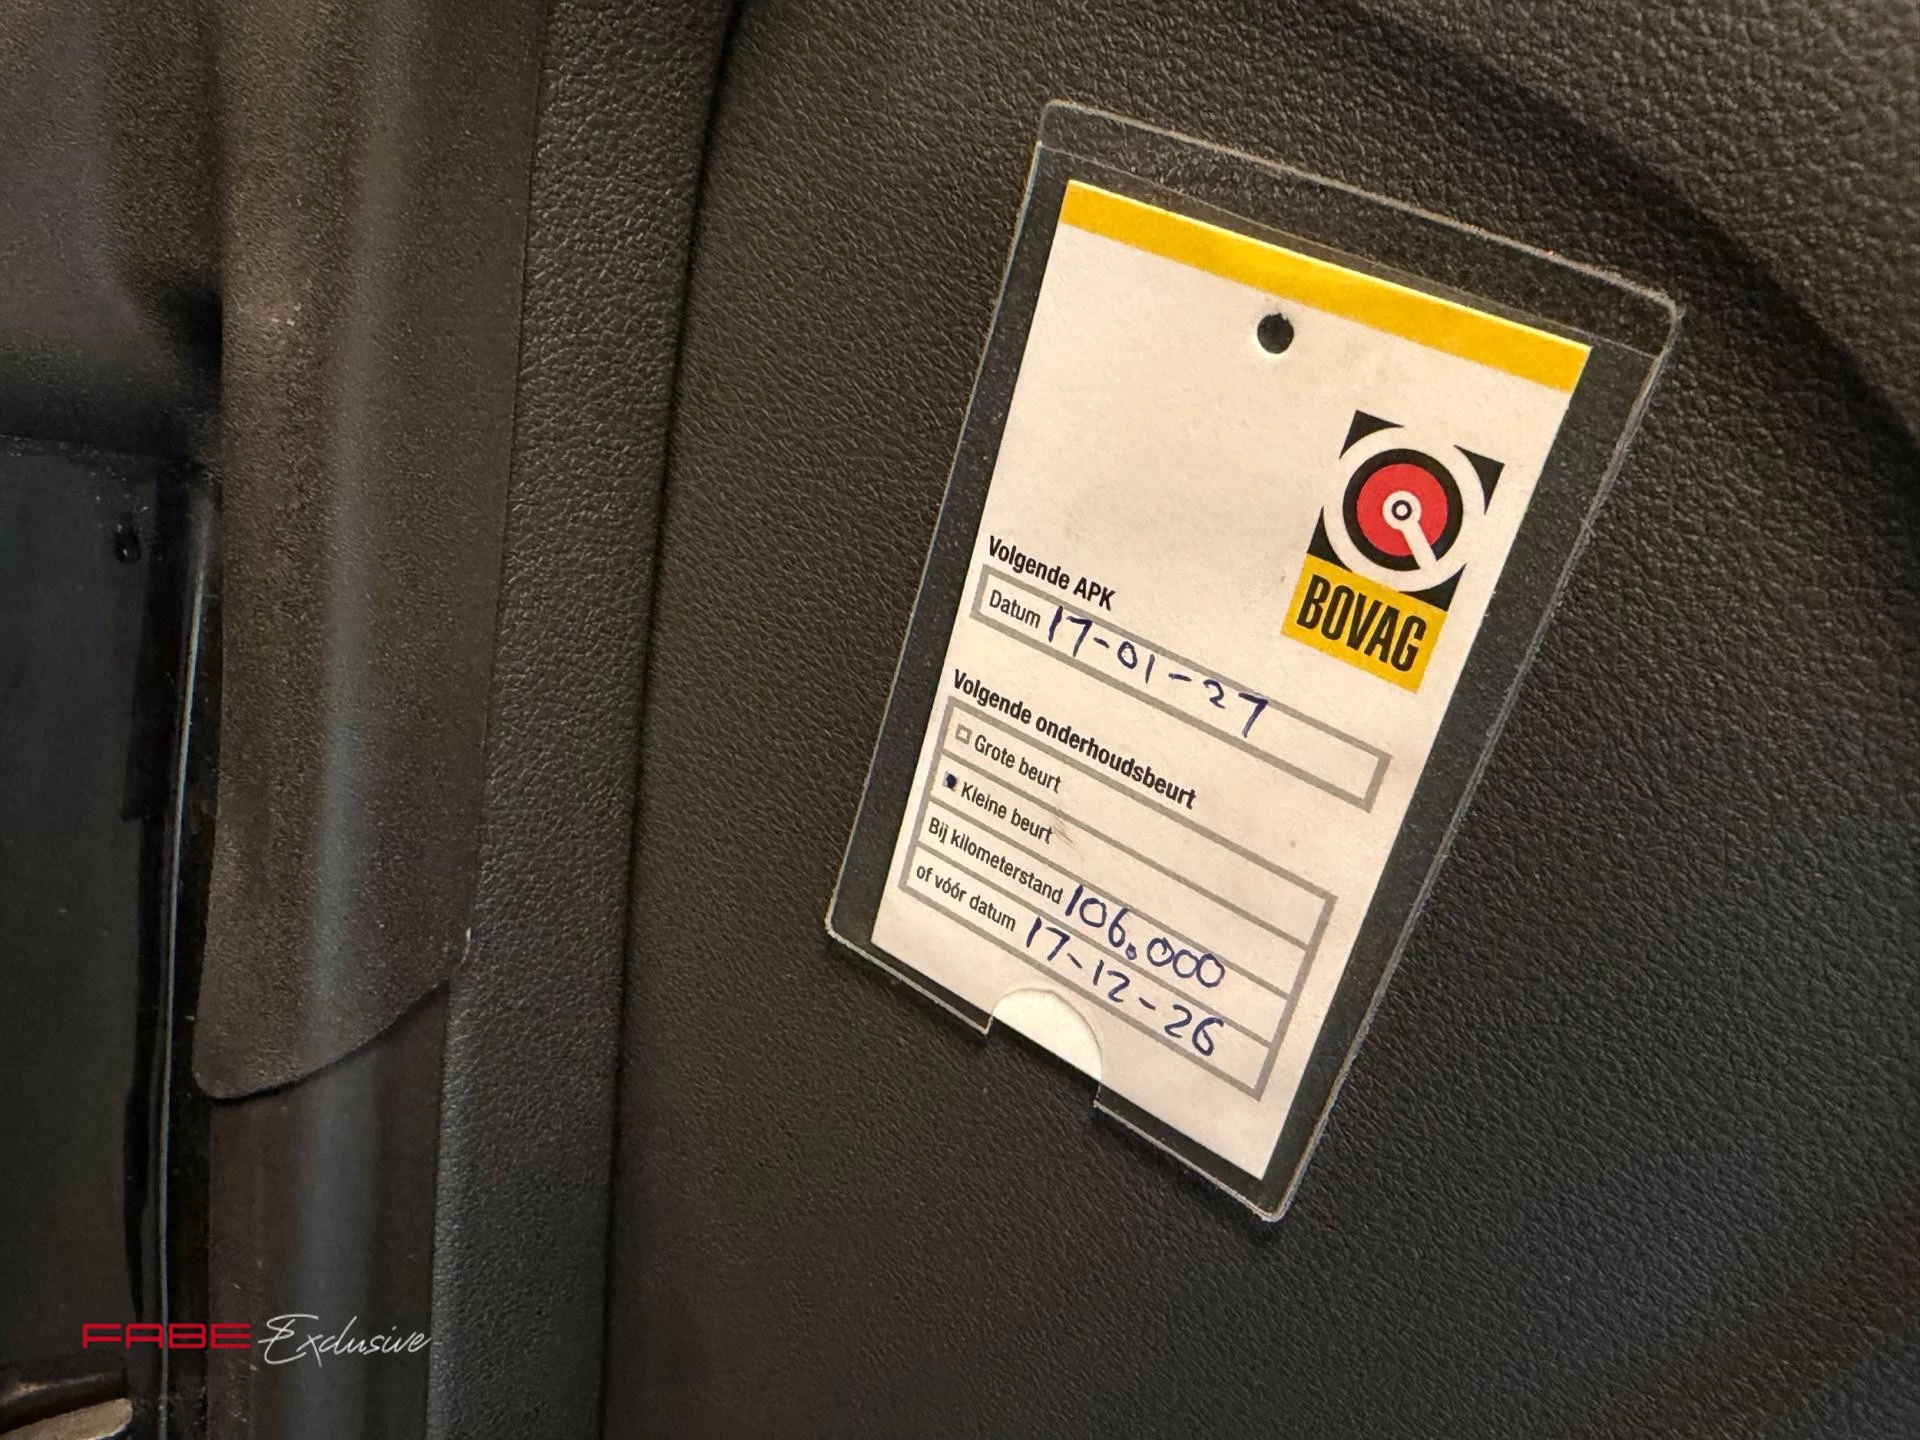 BOVAG
Volgende APK
Datum 17-01-27
Volgende onderhoudsbeurt
Grote beurt
Kleine beurt
Bij kilometerstand 106.000
of vóór datum 17-12-26
FABE Exclusive